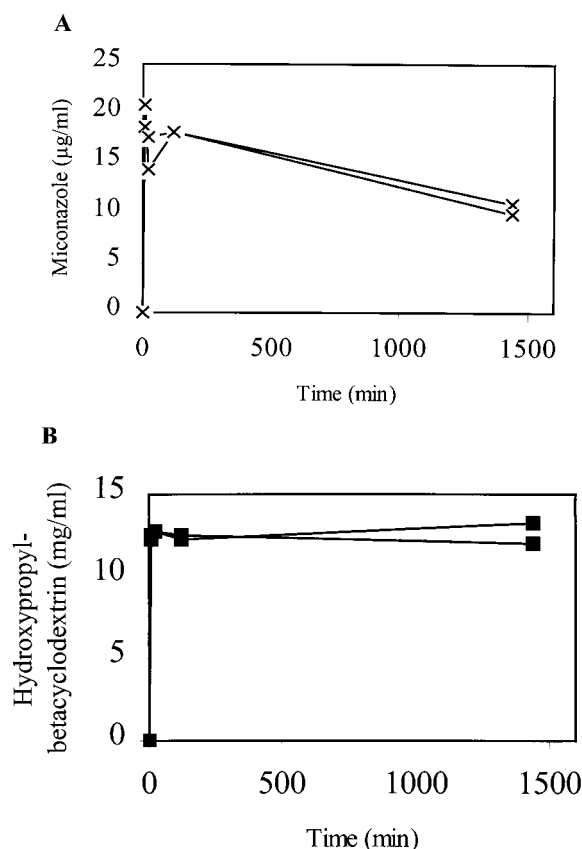 A
25
20
15
10
5
0
Miconazole (µg/ml)
0 500 1000 1500
Time (min)
B
15
10
5
0
Hydroxypropyl-
betacyclodextrin (mg/ml)
0 500 1000 1500
Time (min)